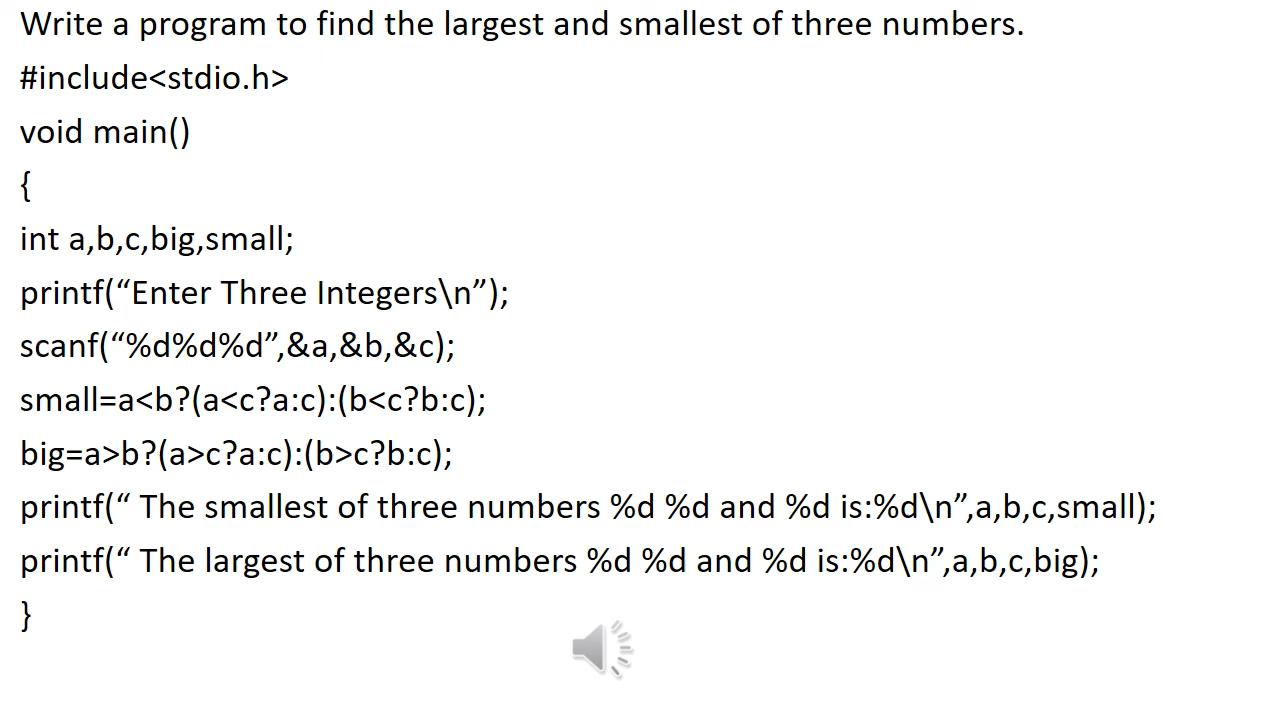 Write a program to find the largest and smallest of three numbers.
#include<stdio.h>
void main()
{
int a,b,c,big,small;
printf(“Enter Three Integers\n”);
scanf(“%d%d%d”,&a,&b,&c);
small=a<b?(a<c?a:c):(b<c?b:c);
big=a>b?(a>c?a:c):(b>c?b:c);
printf(“ The smallest of three numbers %d %d and %d is:%d\n”,a,b,c,small);
printf(“ The largest of three numbers %d %d and %d is:%d\n”,a,b,c,big);
}